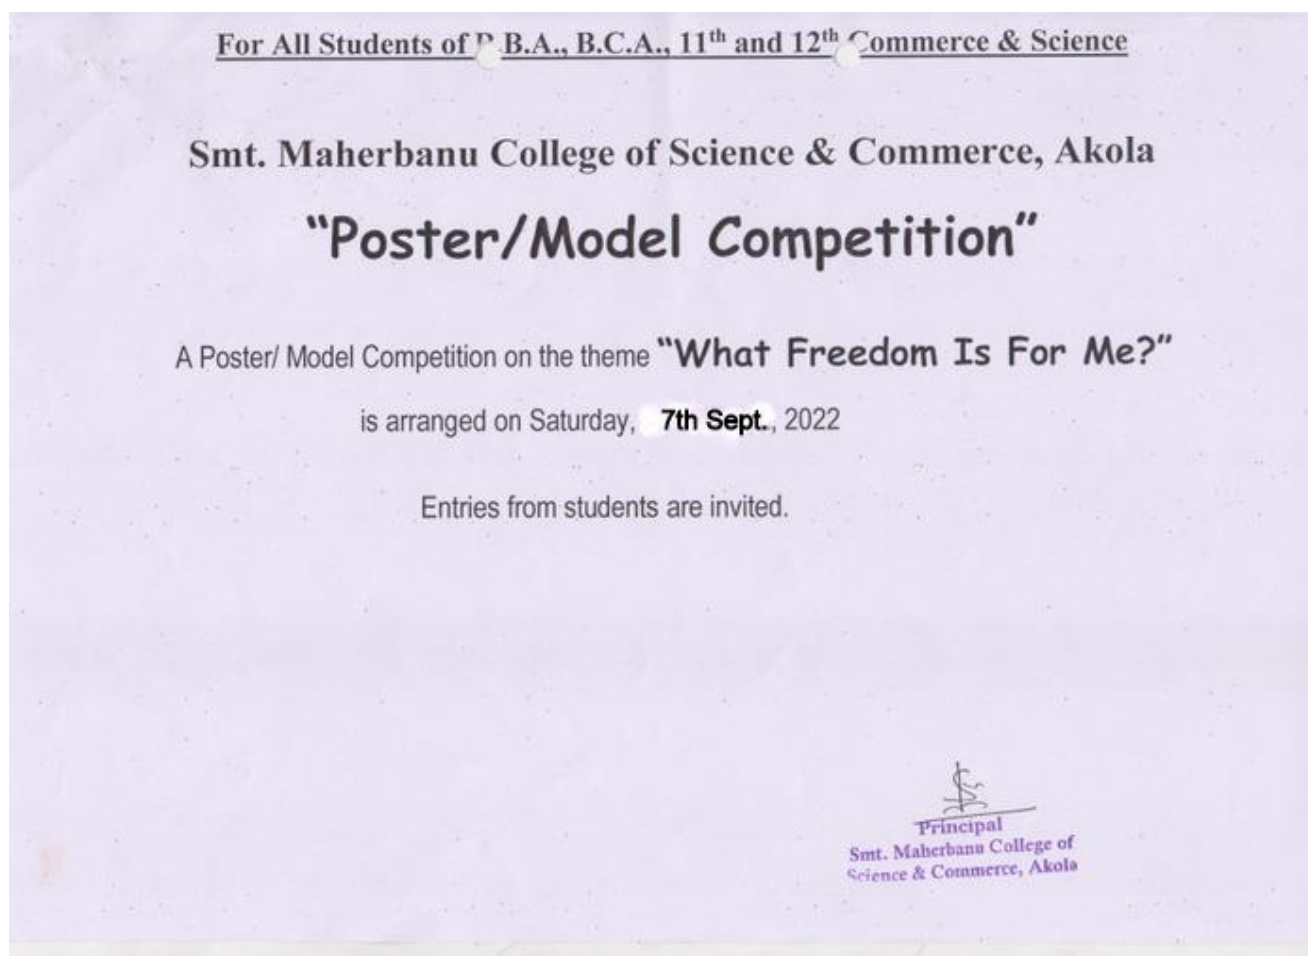 For All Students of B.B.A., B.C.A., 11th and 12th Commerce & Science
Smt. Maherbanu College of Science & Commerce, Akola
“Poster/Model Competition”
A Poster/ Model Competition on the theme “What Freedom Is For Me?”
is arranged on Saturday, 7th Sept., 2022
Entries from students are invited.
Principal
Smt. Maherbanu College of
Science & Commerce, Akola